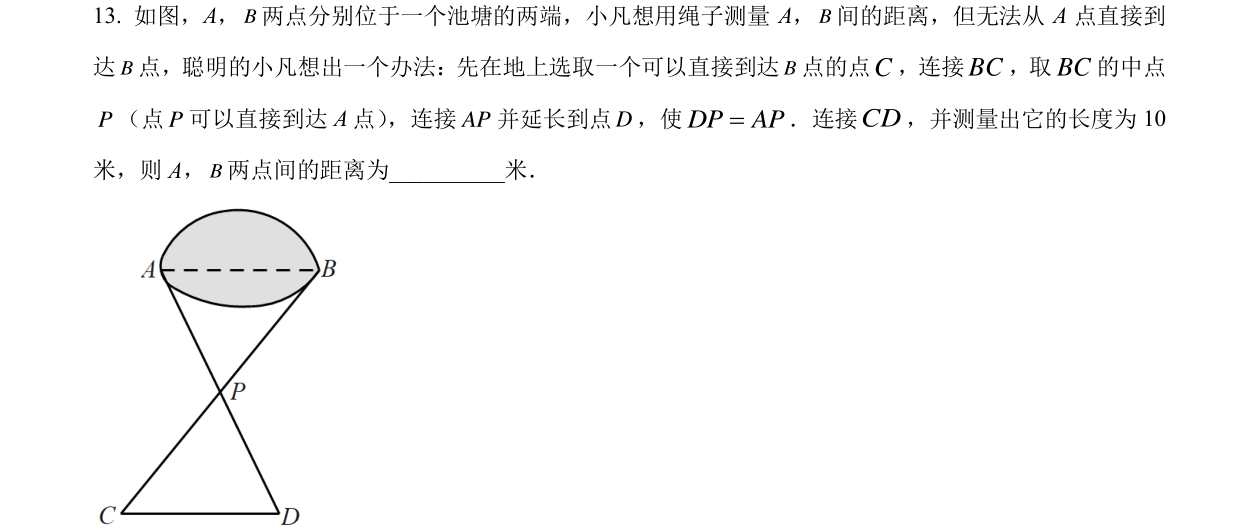 13. 如图，A，B 两点分别位于一个池塘的两端，小凡想用绳子测量 A，B 间的距离，但无法从 A 点直接到
达 B 点，聪明的小凡想出一个办法：先在地上选取一个可以直接到达 B 点的点 C，连接 BC，取 BC 的中点
P（点 P 可以直接到达 A 点），连接 AP 并延长到点 D，使 DP = AP．连接 CD，并测量出它的长度为 10
米，则 A，B 两点间的距离为__________米．
A
B
P
C
D